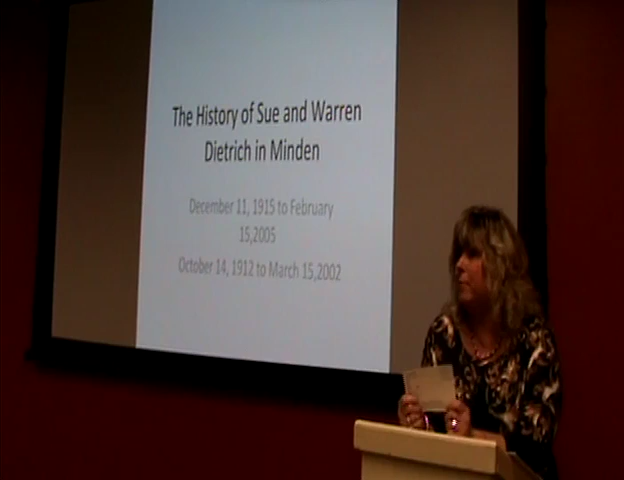 The History of Sue and Warren
Dietrich in Minden
December 11, 1915 to February
15,2005
October 14, 1912 to March 15,2002